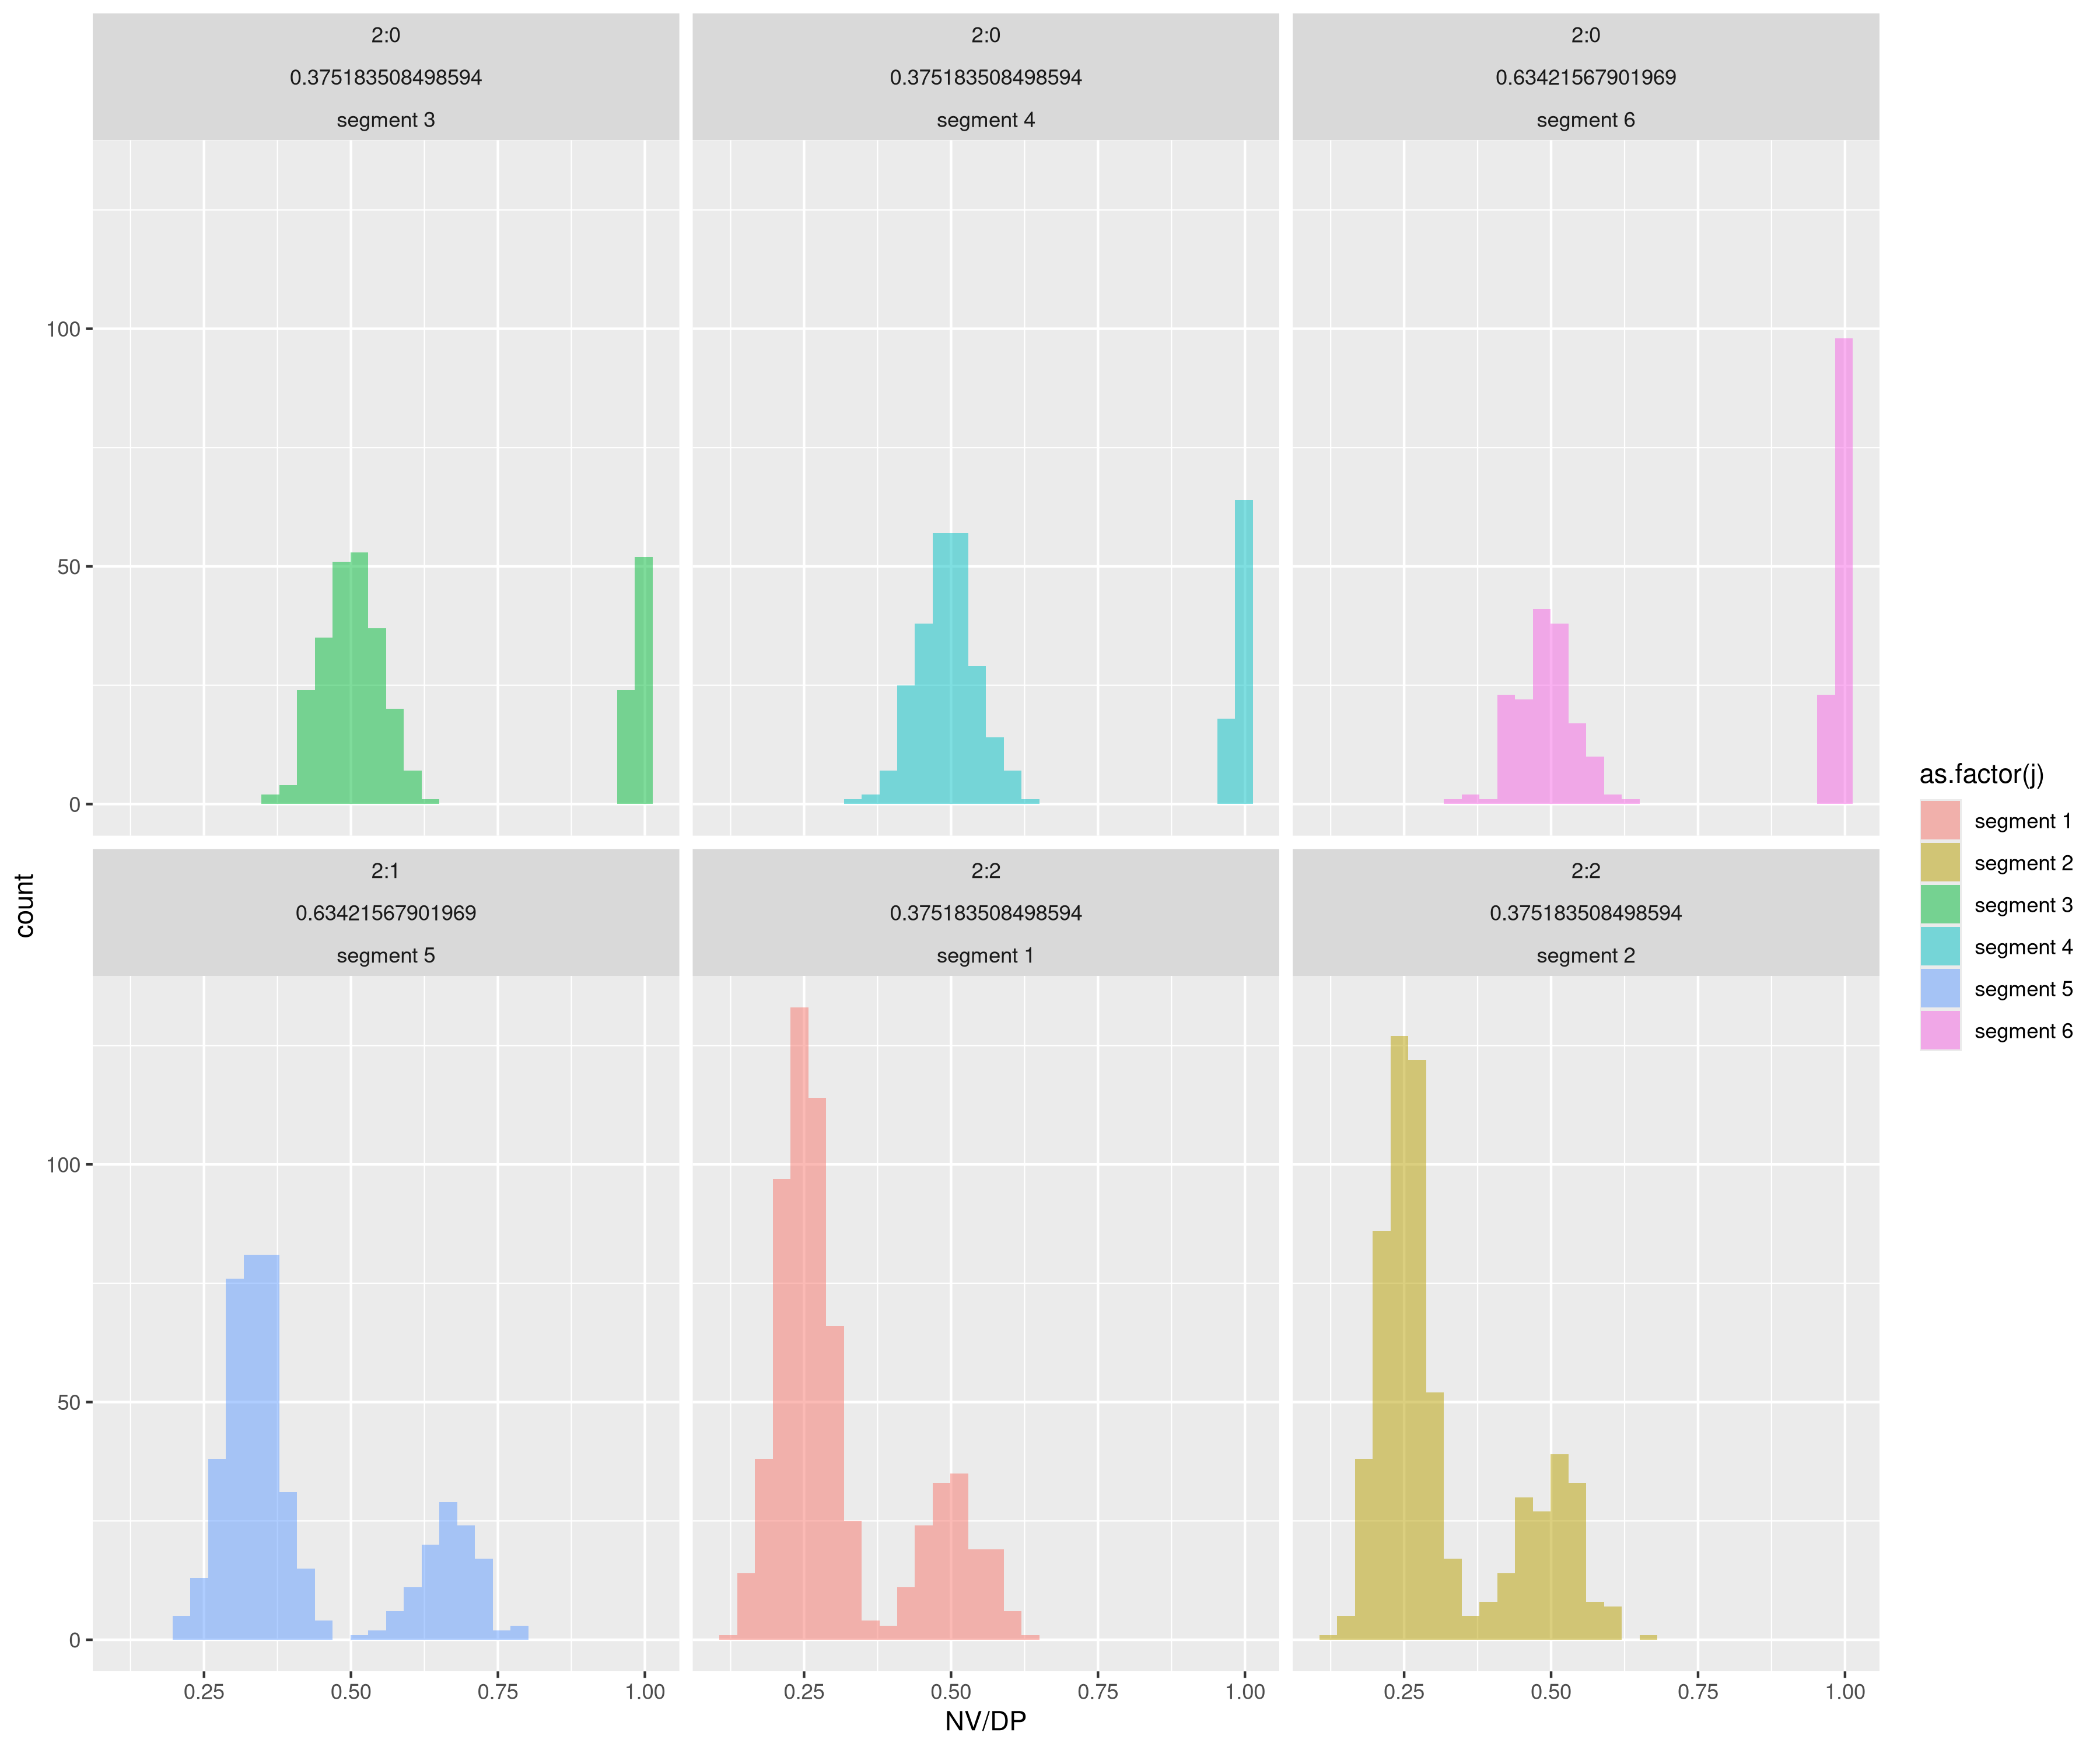 2:0
0.375183508498594
segment 3
2:0
0.375183508498594
segment 4
2:0
0.63421567901969
segment 6
100
50
0
2:1
0.63421567901969
segment 5
2:2
0.375183508498594
segment 1
2:2
0.375183508498594
segment 2
100
50
0
0.25 0.50 0.75 1.00
0.25 0.50 0.75 1.00
0.25 0.50 0.75 1.00
NV/DP
count
as.factor(j)
segment 1
segment 2
segment 3
segment 4
segment 5
segment 6